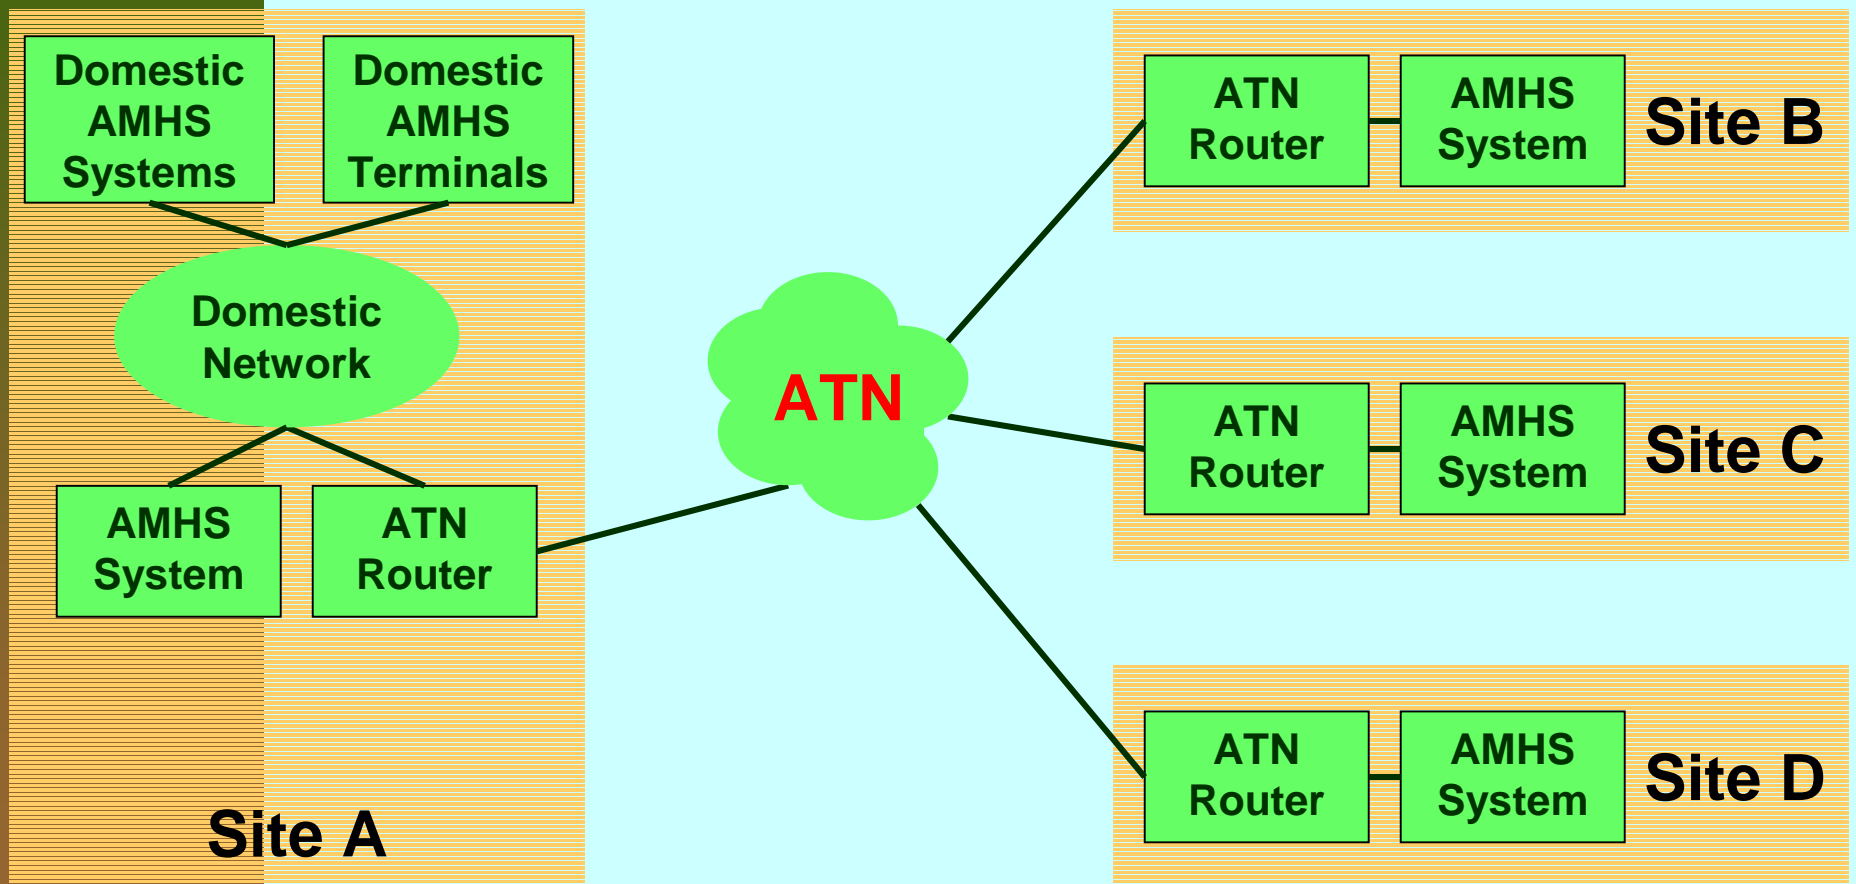 Domestic
AMHS
Systems
Domestic
AMHS
Terminals
Domestic
Network
AMHS
System
ATN
Router
Site A
ATN
ATN
Router
AMHS
System
Site B
ATN
Router
AMHS
System
Site C
ATN
Router
AMHS
System
Site D